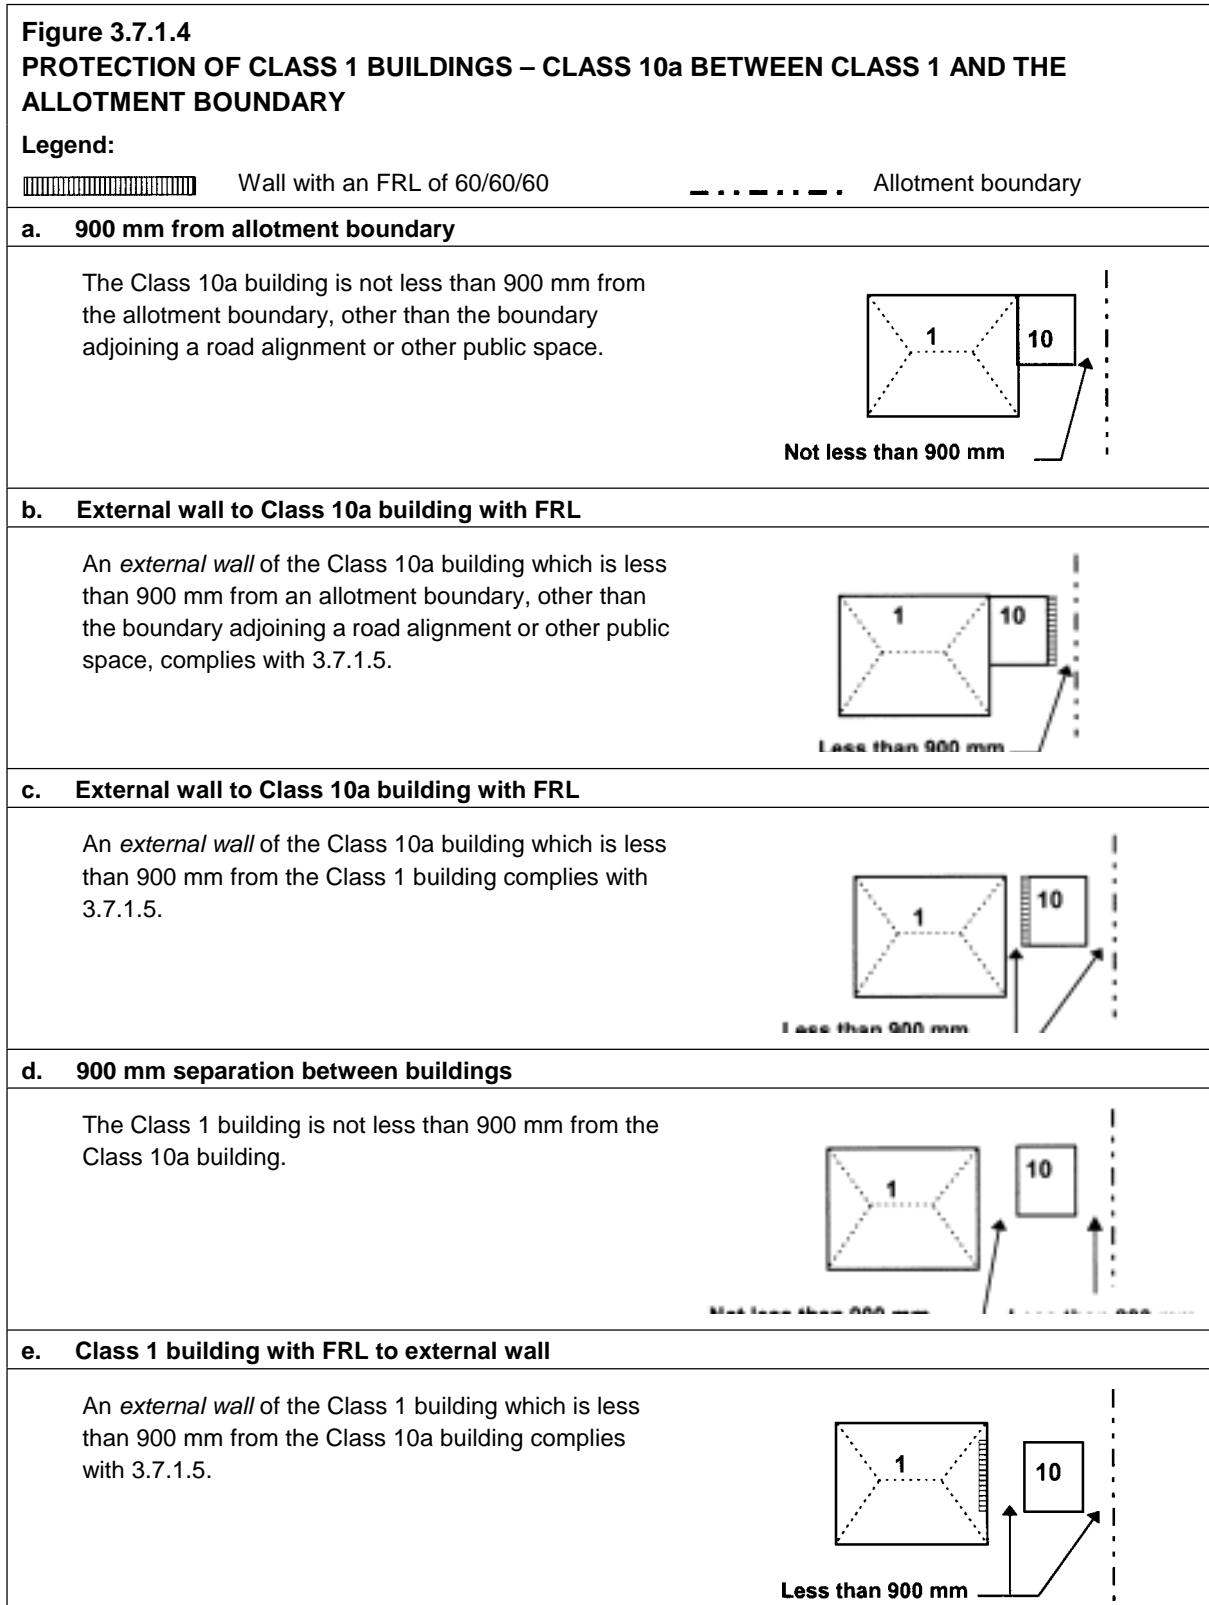 Figure 3.7.1.4
PROTECTION OF CLASS 1 BUILDINGS – CLASS 10a BETWEEN CLASS 1 AND THE
ALLOTMENT BOUNDARY
Legend:
Wall with an FRL of 60/60/60
Allotment boundary
a. 900 mm from allotment boundary
The Class 10a building is not less than 900 mm from
the allotment boundary, other than the boundary
adjoining a road alignment or other public space.
1
10
Not less than 900 mm
b. External wall to Class 10a building with FRL
An external wall of the Class 10a building which is less
than 900 mm from an allotment boundary, other than
the boundary adjoining a road alignment or other public
space, complies with 3.7.1.5.
1
10
Less than 900 mm
c. External wall to Class 10a building with FRL
An external wall of the Class 10a building which is less
than 900 mm from the Class 1 building complies with
3.7.1.5.
1
10
Less than 900 mm
d. 900 mm separation between buildings
The Class 1 building is not less than 900 mm from the
Class 10a building.
1
10
Not less than 900 mm
e. Class 1 building with FRL to external wall
An external wall of the Class 1 building which is less
than 900 mm from the Class 10a building complies
with 3.7.1.5.
1
10
Less than 900 mm